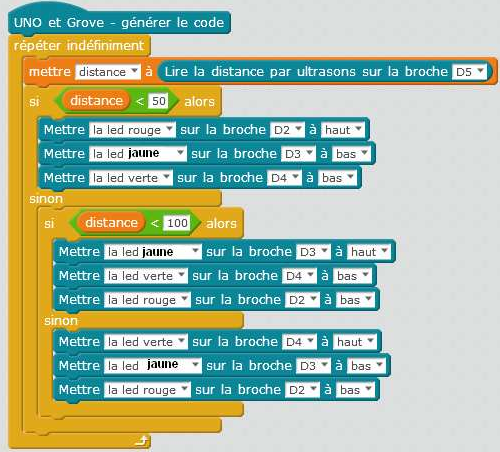 UNO et Grove - générer le code
répéter indéfiniment
mettre distance à Lire la distance par ultrasons sur la broche D5
si distance < 50 alors
Mettre la led rouge sur la broche D2 à haut
Mettre la led jaune sur la broche D3 à bas
Mettre la led verte sur la broche D4 à bas
sinon
si distance < 100 alors
Mettre la led jaune sur la broche D3 à haut
Mettre la led verte sur la broche D4 à bas
Mettre la led rouge sur la broche D2 à bas
sinon
Mettre la led verte sur la broche D4 à haut
Mettre la led jaune sur la broche D3 à bas
Mettre la led rouge sur la broche D2 à bas